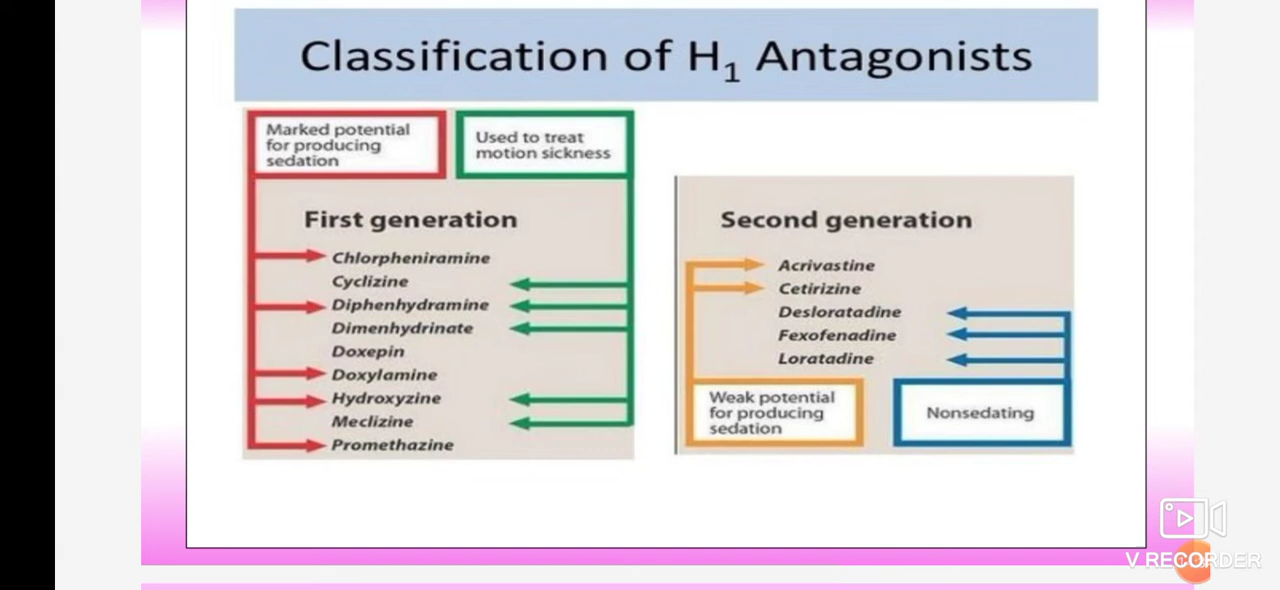 Classification of H1 Antagonists
Marked potential
for producing
sedation
Used to treat
motion sickness
First generation
Chlorpheniramine
Cyclizine
Diphenhydramine
Dimenhydrinate
Doxepin
Doxylamine
Hydroxyzine
Meclizine
Promethazine
Second generation
Acrivastine
Cetirizine
Desloratadine
Fexofenadine
Loratadine
Weak potential
for producing
sedation
Nonsedating
V RECORDER